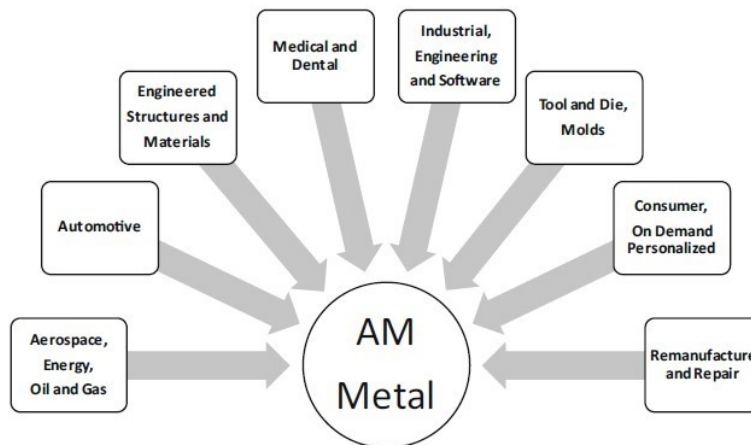 Medical and
Dental
Industrial,
Engineering
and Software
Engineered
Structures and
Materials
Tool and Die,
Molds
Automotive
Consumer,
On Demand
Personalized
Aerospace,
Energy,
Oil and Gas
AM
Metal
Remanufacture
and Repair